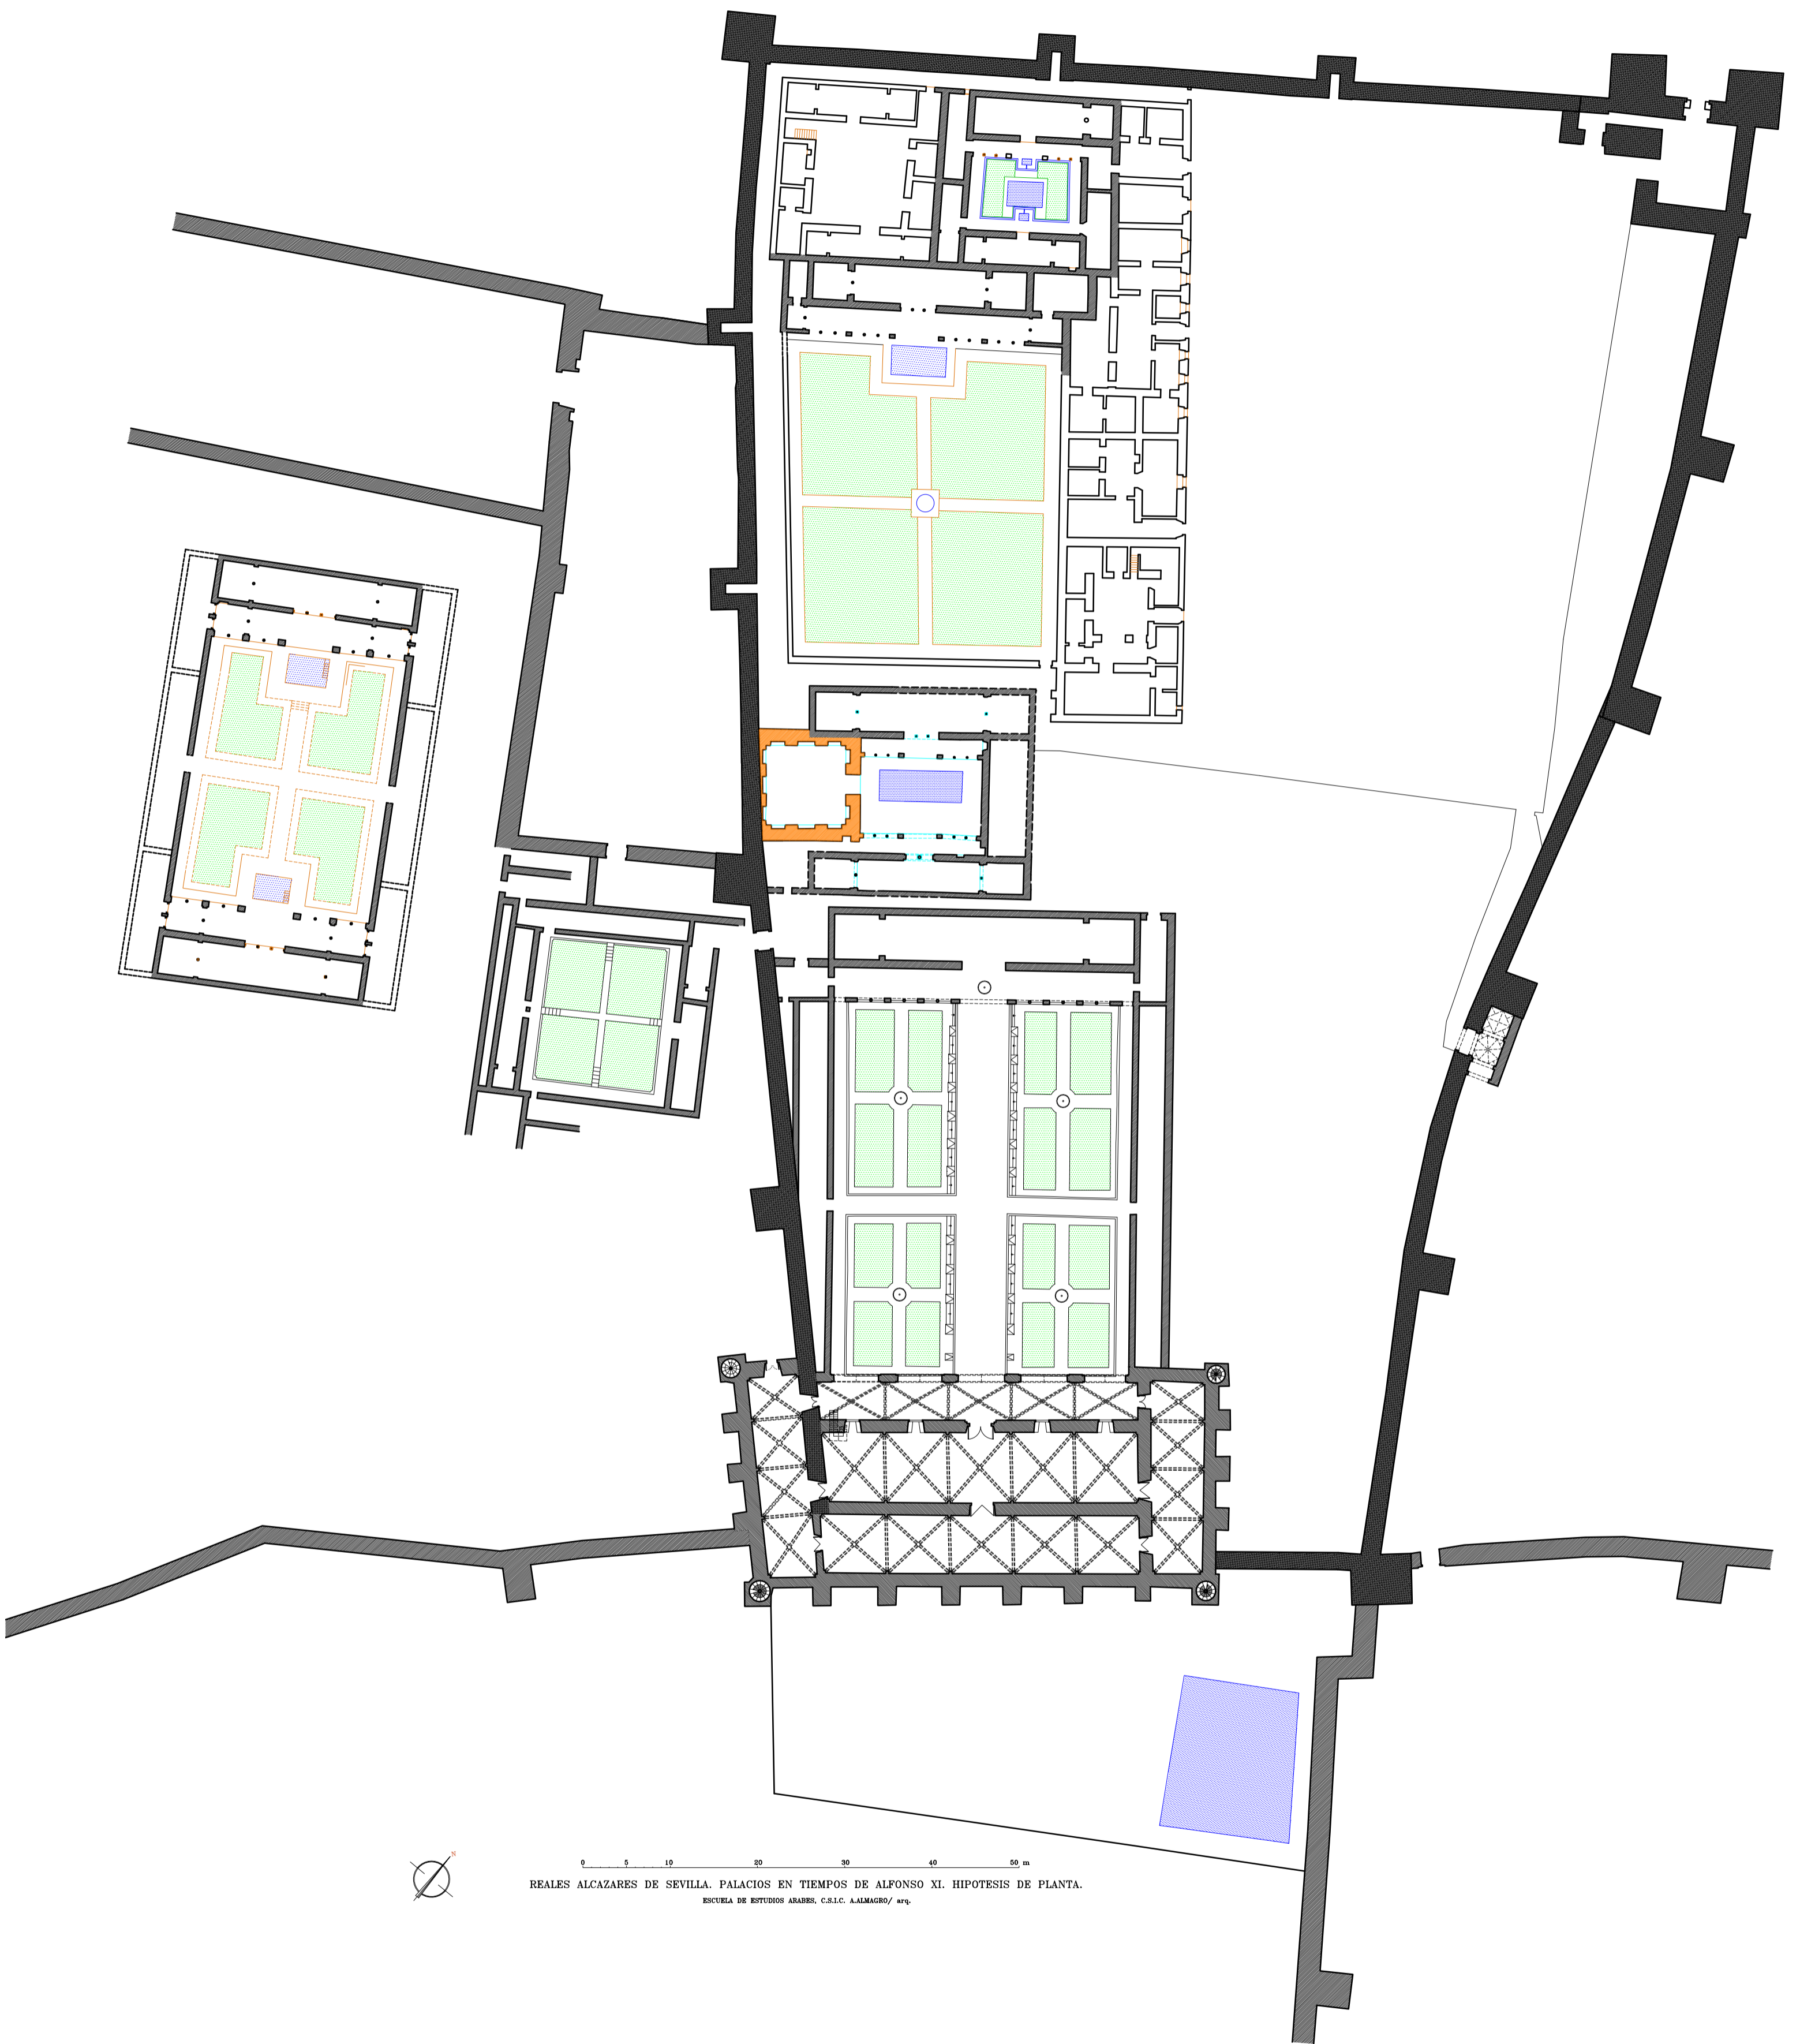 N
0 5 10 20 30 40 50 m
REALES ALCAZARES DE SEVILLA. PALACIOS EN TIEMPOS DE ALFONSO XI. HIPOTESIS DE PLANTA.
ESCUELA DE ESTUDIOS ARABES, C.S.I.C. A.ALMAGRO/ arq.